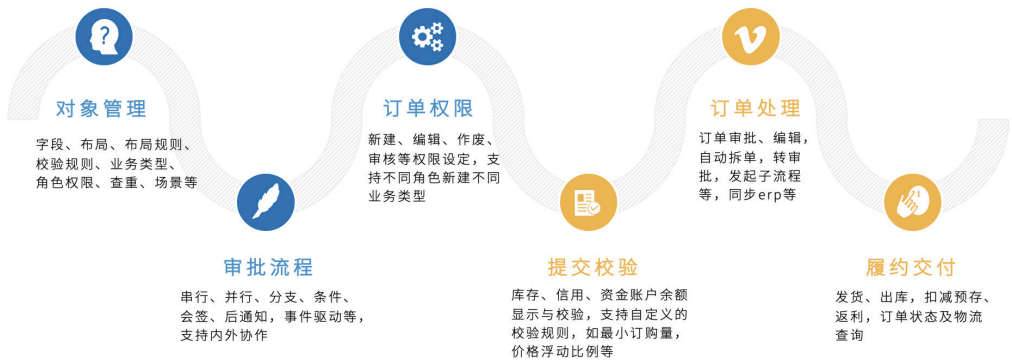 对象管理
字段、布局、布局规则、
校验规则、业务类型、
角色权限、查重、场景等
审批流程
串行、并行、分支、条件、
会签、后通知，事件驱动等，
支持内外协作
订单权限
新建、编辑、作废、
审核等权限设定，支
持不同角色新建不同
业务类型
提交校验
库存、信用、资金账户余额
显示与校验，支持自定义的
校验规则，如最小订购量，
价格浮动比例等
订单处理
订单审批、编辑，
自动拆单，转审
批，发起子流程
等，同步erp等
履约交付
发货、出库，扣减预存、
返利，订单状态及物流
查询